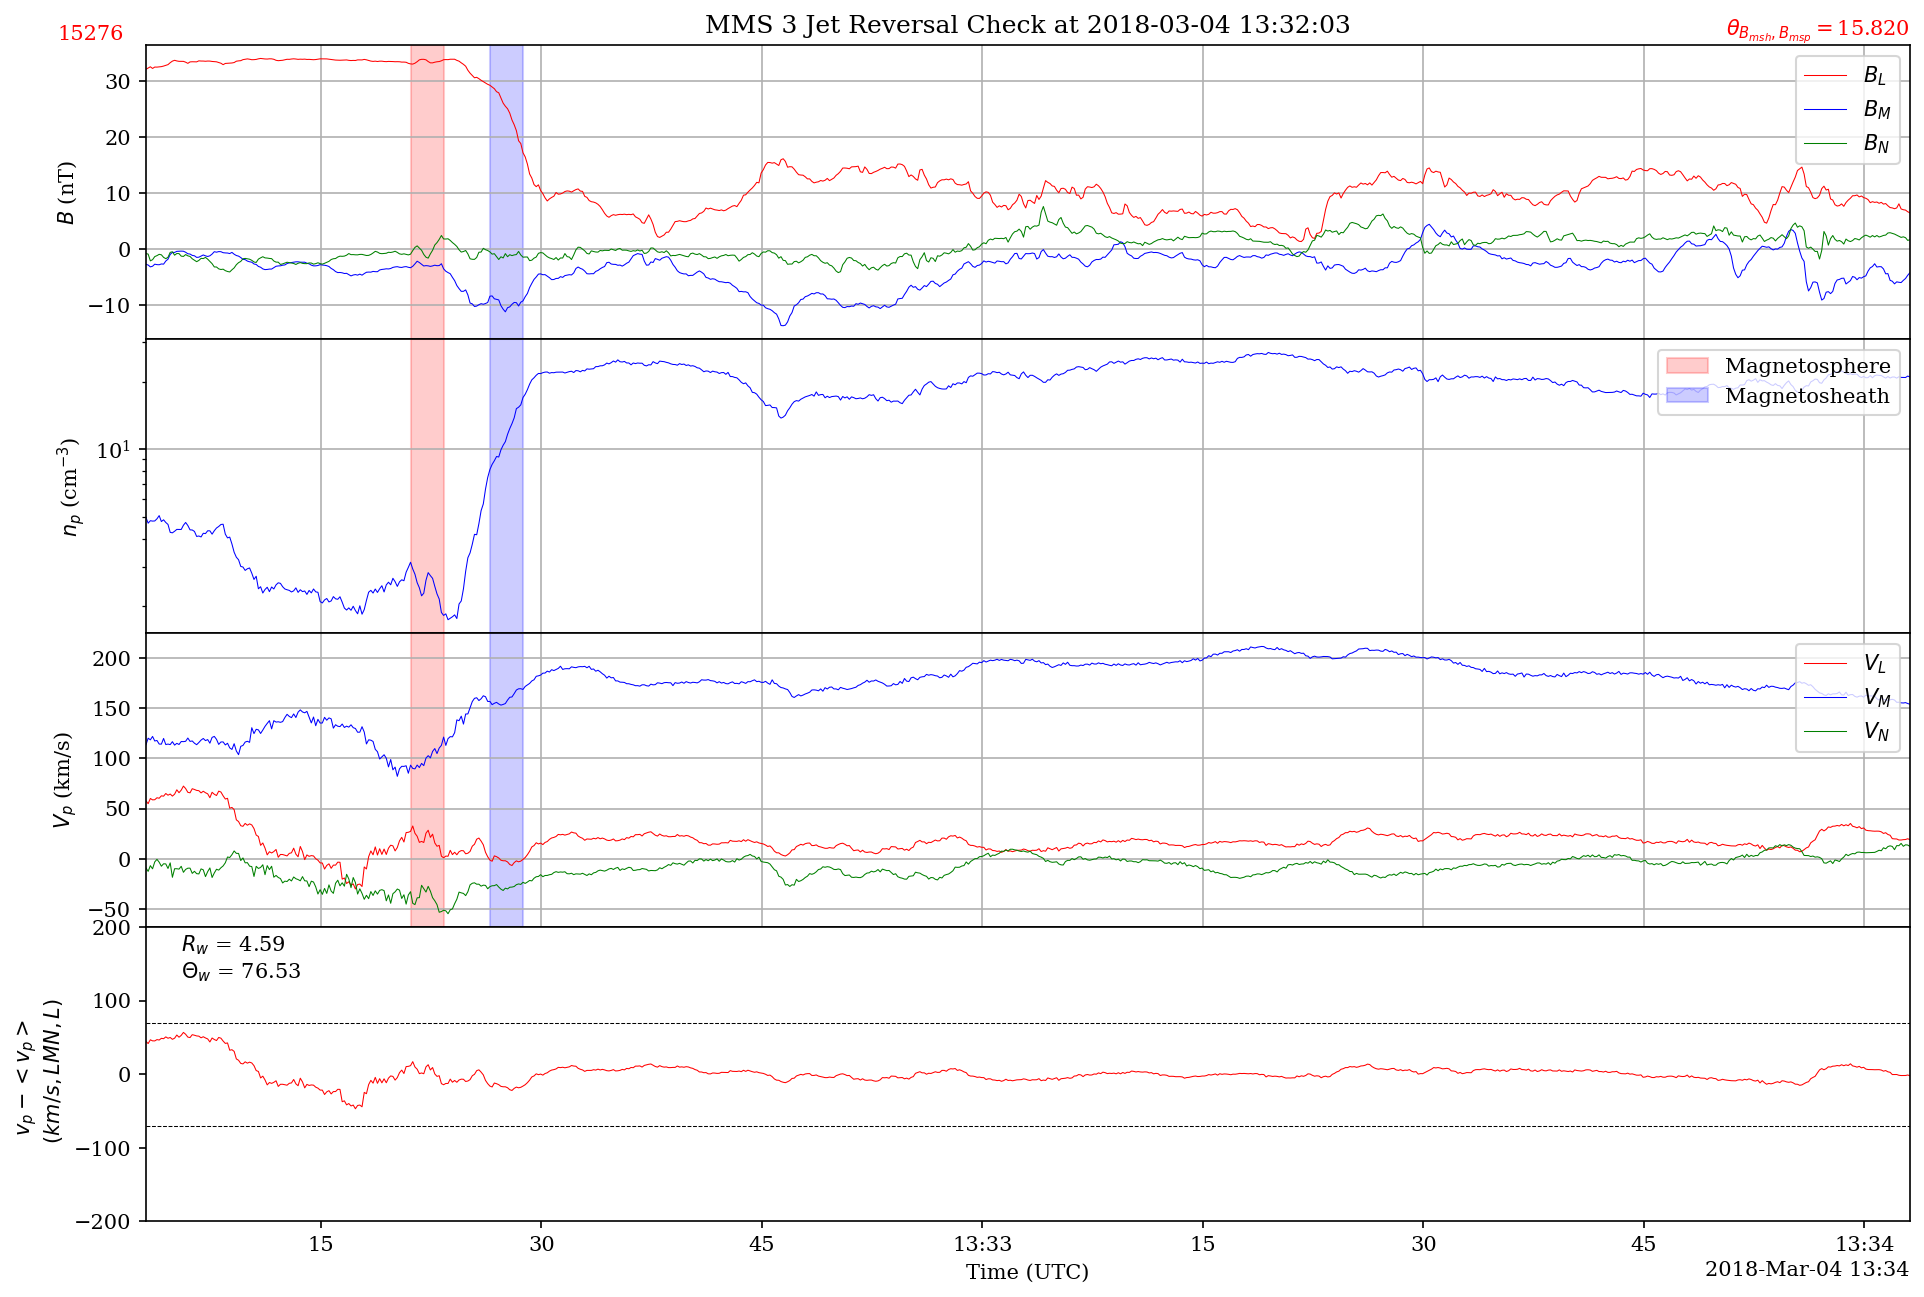 MMS 3 Jet Reversal Check at 2018-03-04 13:32:03
15276
θ_{B_{msh}, B_{msp}} = 15.820
B (nT)
30
20
10
0
−10
B_L
B_M
B_N
n_p (cm⁻³)
10¹
Magnetosphere
Magnetosheath
V_p (km/s)
200
150
100
50
0
−50
V_L
V_M
V_N
v_p − <v_p>
(km/s, LMN, L)
200
100
0
−100
−200
R_w = 4.59
Θ_w = 76.53
15
30
45
13:33
15
30
45
13:34
Time (UTC)
2018-Mar-04 13:34